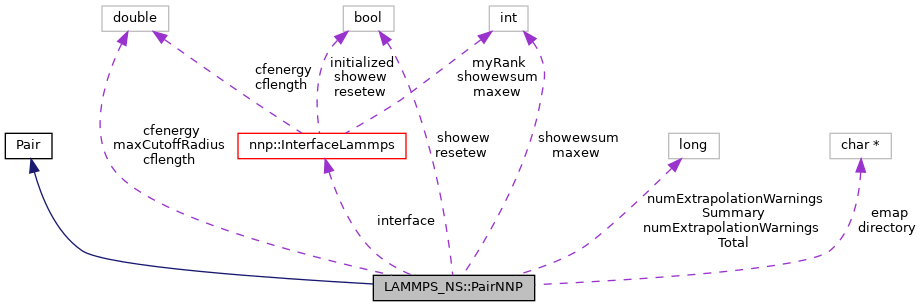 double
bool
int
cfenergy
cflength
initialized
showew
resetew
myRank
showewsum
maxew
cfenergy
maxCutoffRadius
cflength
Pair
nnp::InterfaceLammps
showew
resetew
showewsum
maxew
long
char *
interface
numExtrapolationWarnings
Summary
numExtrapolationWarnings
Total
emap
directory
LAMMPS_NS::PairNNP